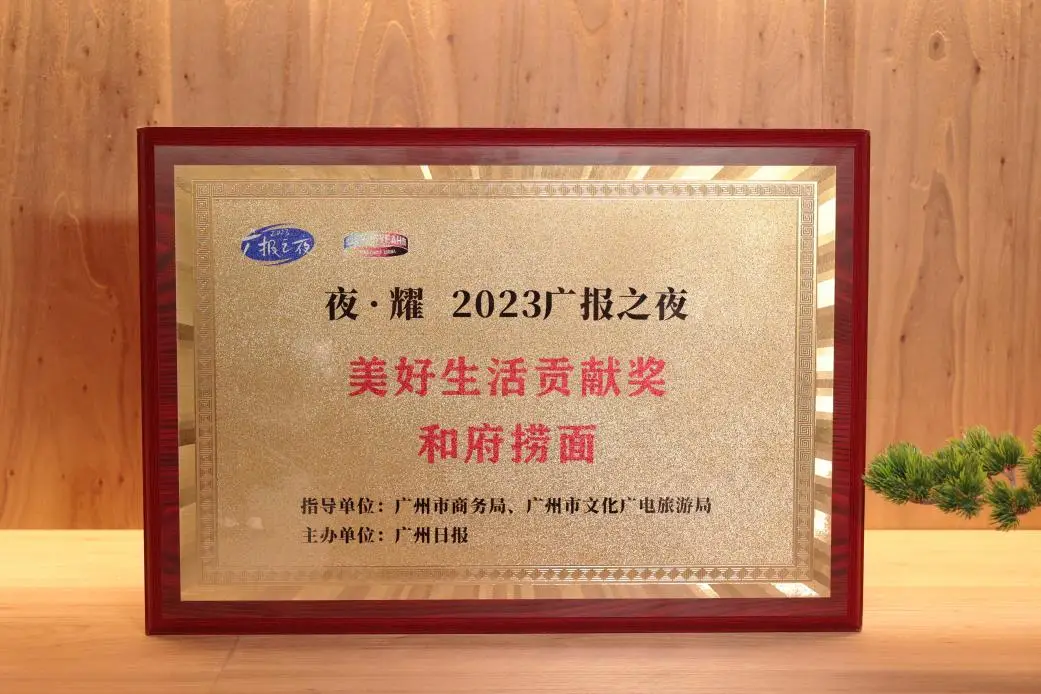 2023
广报之夜
夜·耀 2023广报之夜
美好生活贡献奖
和府捞面
指导单位：广州市商务局、广州市文化广电旅游局
主办单位：广州日报